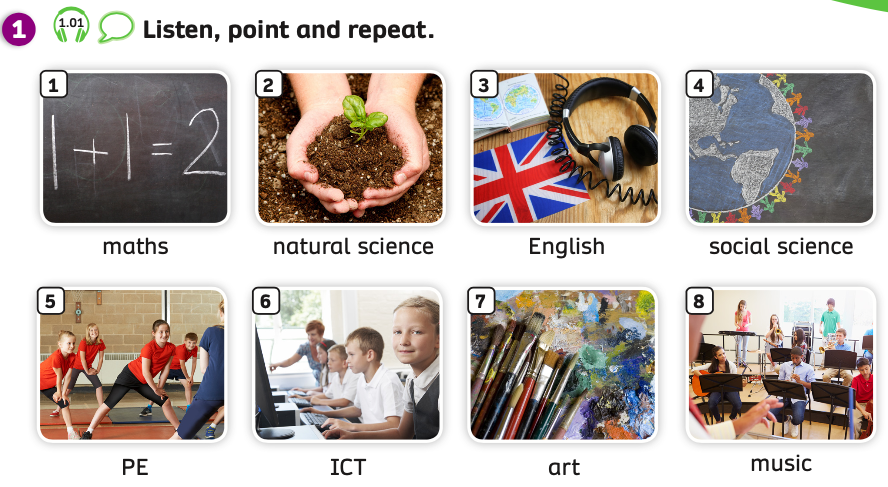 1 1.01 Listen, point and repeat.
1 2 3 4
1+1=2
maths natural science English social science
5 6 7 8
PE ICT art music